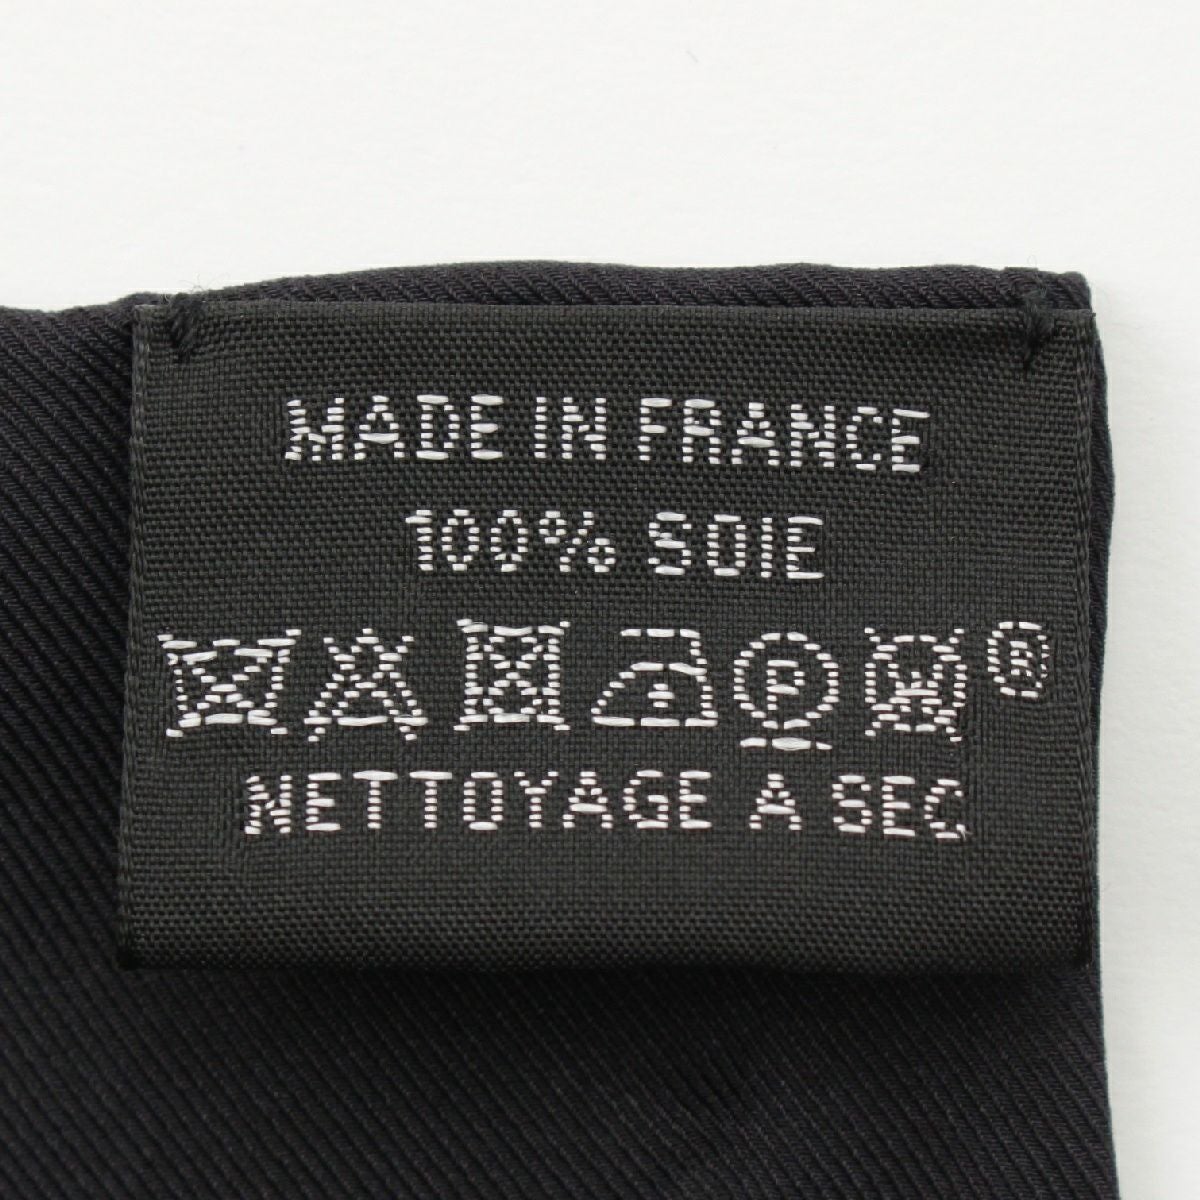 MADE IN FRANCE
100% SOIE
P W ®
NETTOYAGE A SEC